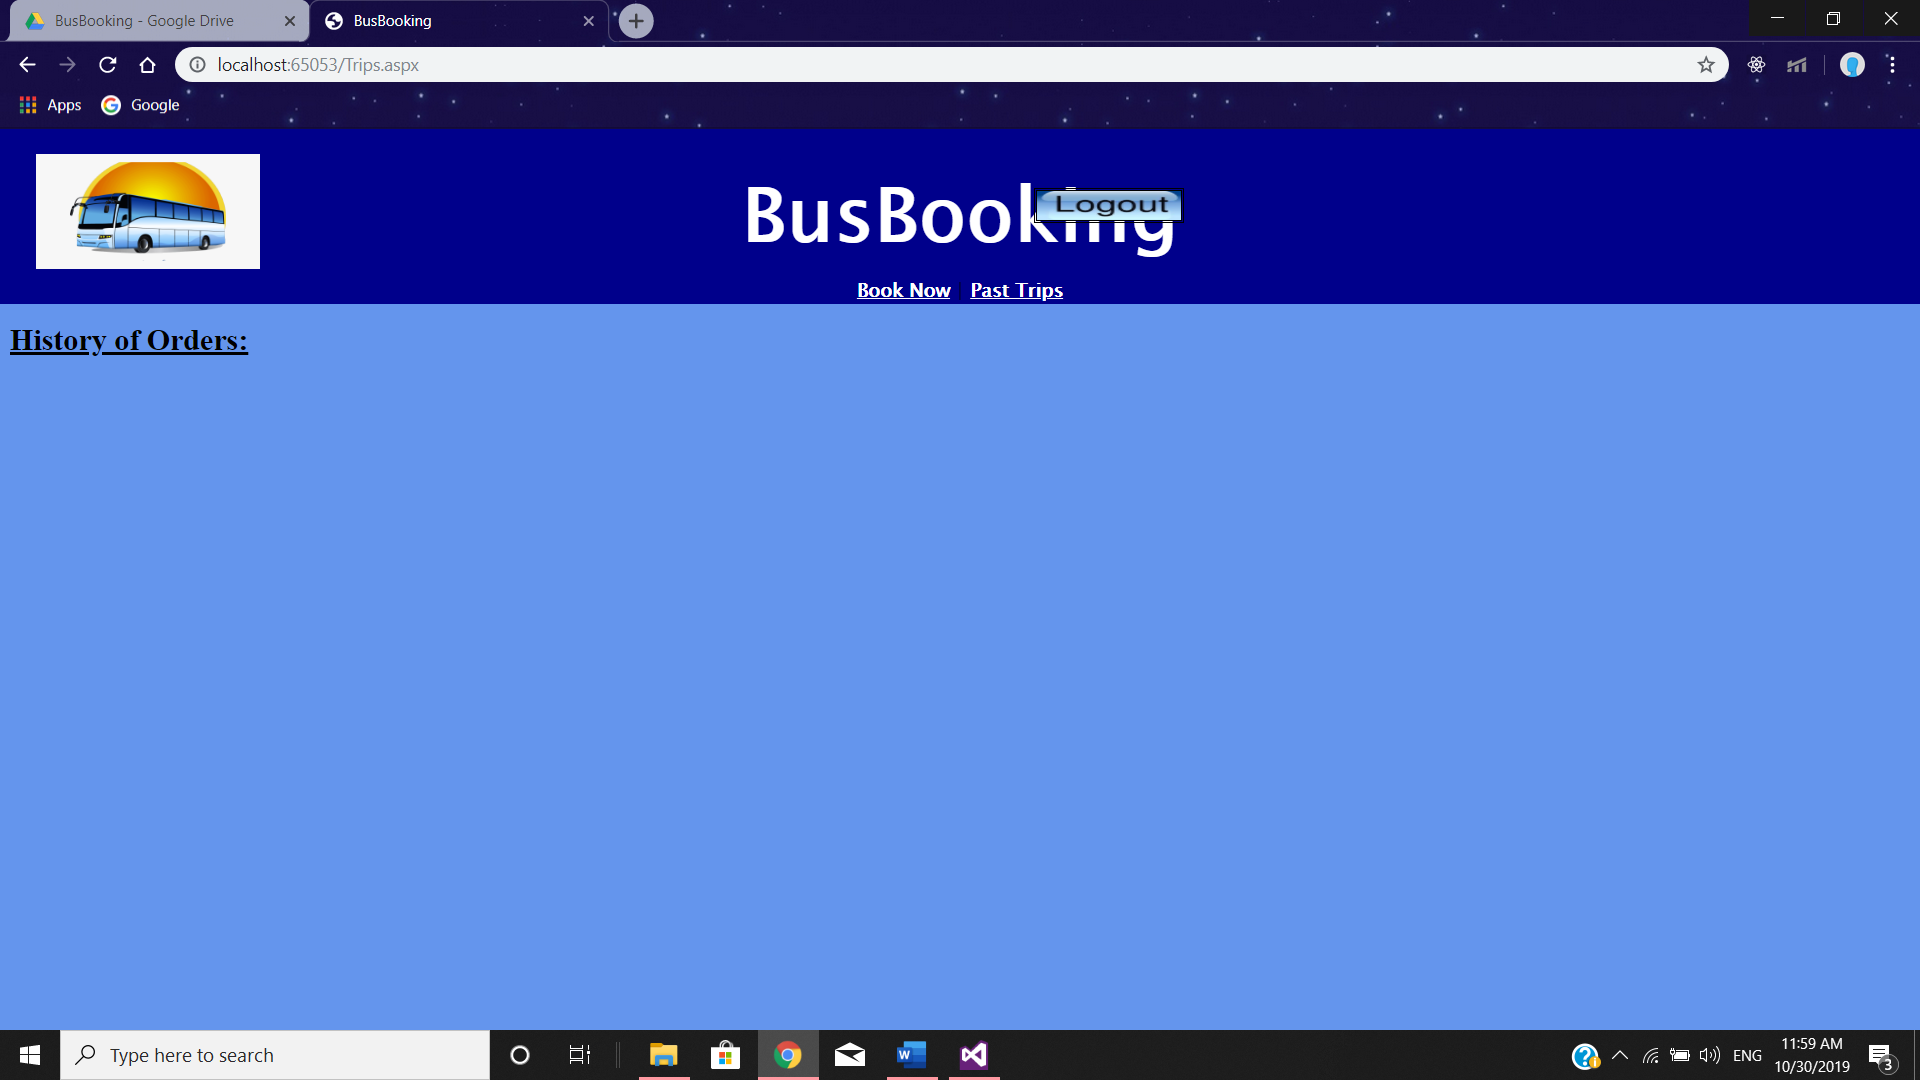 BusBooking - Google Drive
BusBooking
localhost:65053/Trips.aspx
Apps
Google
BusBooking
Logout
Book Now
Past Trips
History of Orders:
Type here to search
ENG
11:59 AM
10/30/2019
3